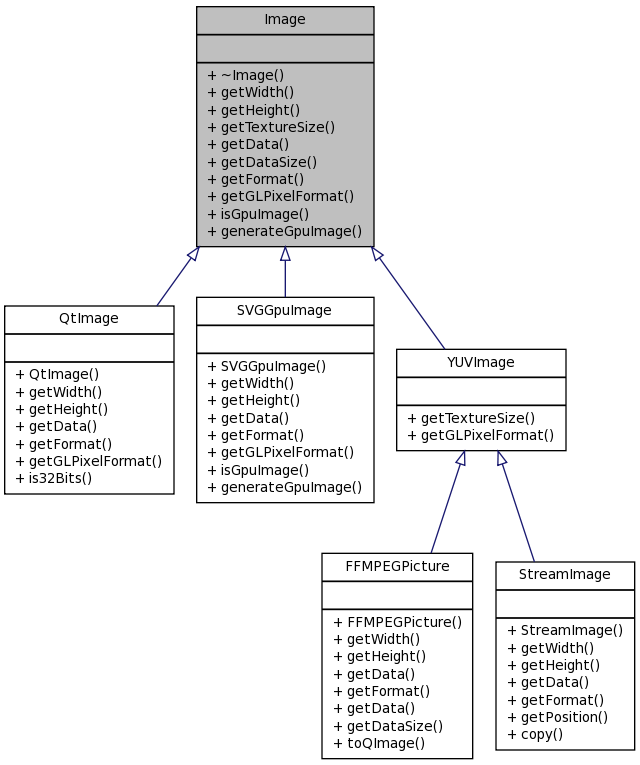 Image
+ ~Image()
+ getWidth()
+ getHeight()
+ getTextureSize()
+ getData()
+ getDataSize()
+ getFormat()
+ getGLPixelFormat()
+ isGpuImage()
+ generateGpuImage()
QtImage
+ QtImage()
+ getWidth()
+ getHeight()
+ getData()
+ getFormat()
+ getGLPixelFormat()
+ is32Bits()
SVGGpuImage
+ SVGGpuImage()
+ getWidth()
+ getHeight()
+ getData()
+ getFormat()
+ getGLPixelFormat()
+ isGpuImage()
+ generateGpuImage()
YUVImage
+ getTextureSize()
+ getGLPixelFormat()
FFMPEGPicture
+ FFMPEGPicture()
+ getWidth()
+ getHeight()
+ getData()
+ getFormat()
+ getData()
+ getDataSize()
+ toQImage()
StreamImage
+ StreamImage()
+ getWidth()
+ getHeight()
+ getData()
+ getFormat()
+ getPosition()
+ copy()